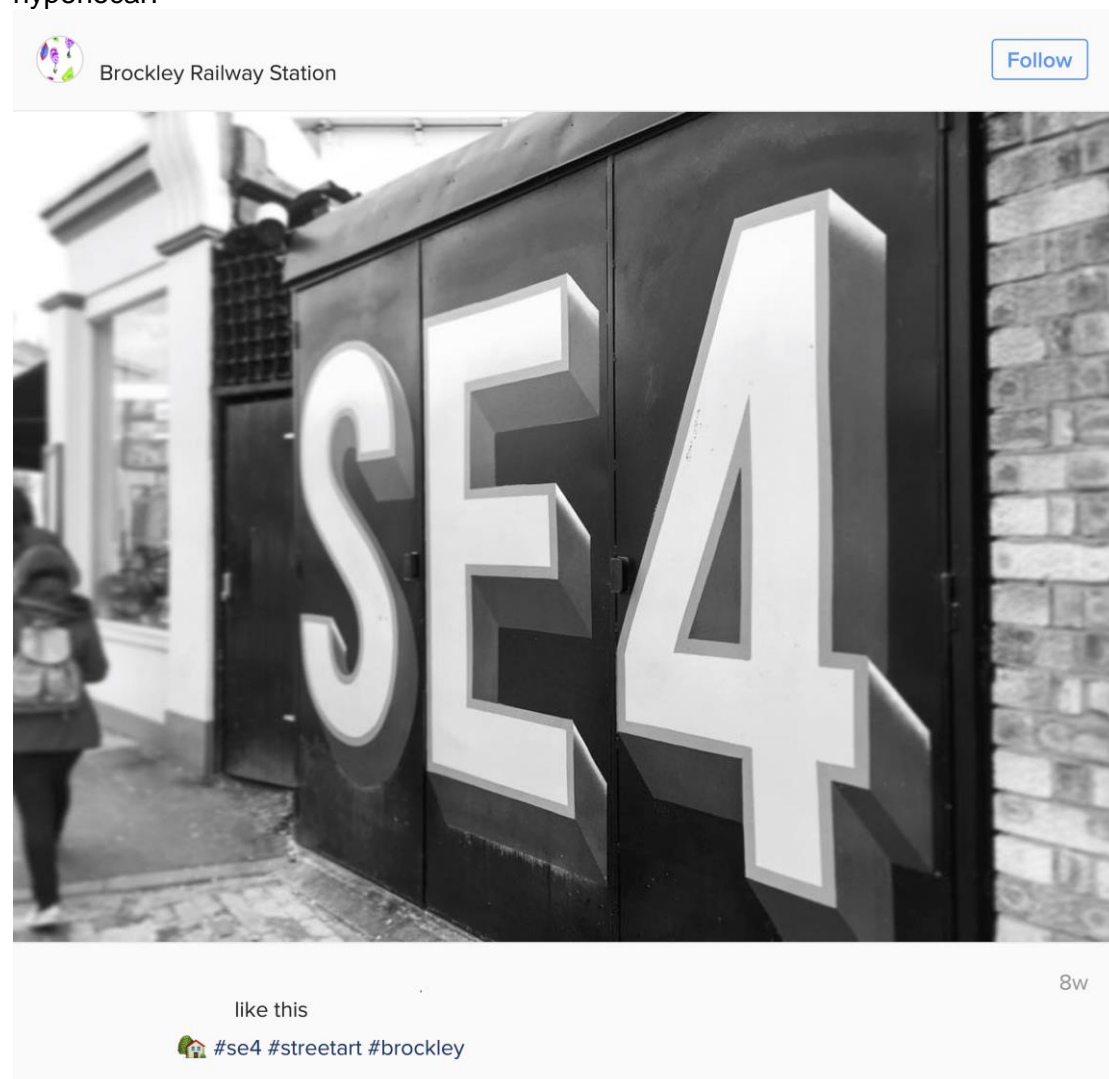 Brockley Railway Station
Follow
SE4
8w
like this
🏡 #se4 #streetart #brockley